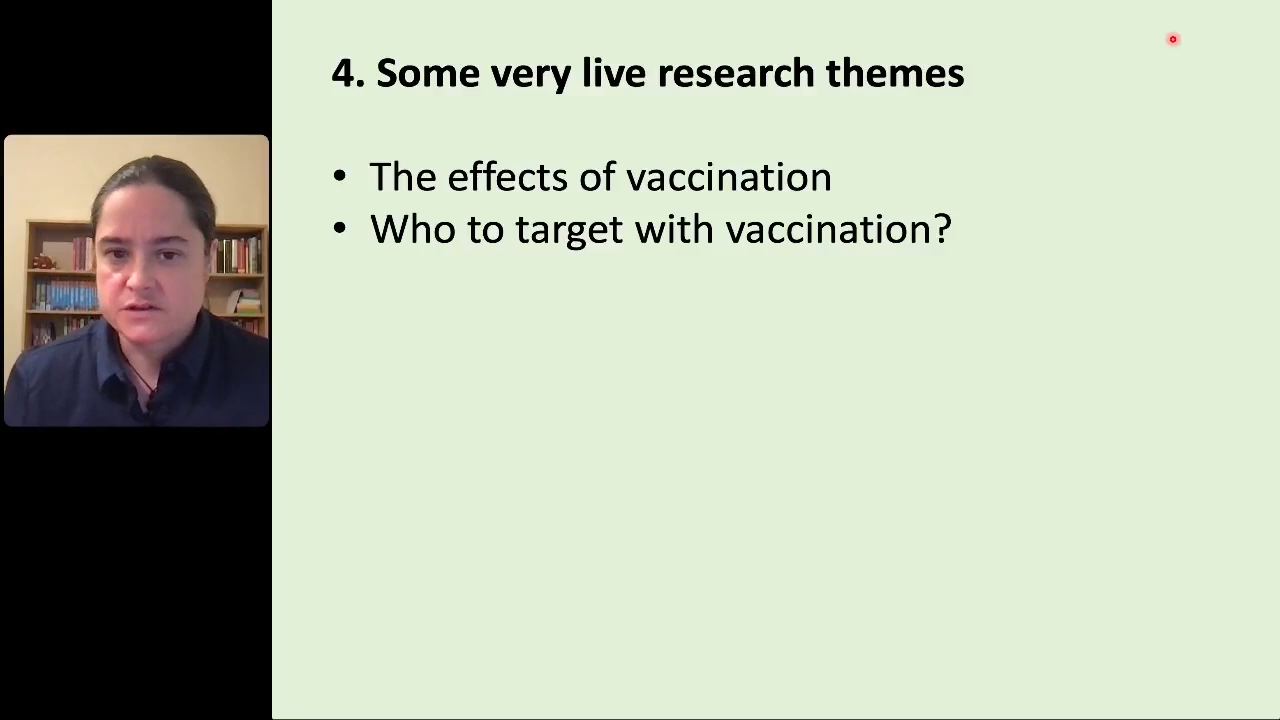 4. Some very live research themes
• The effects of vaccination
• Who to target with vaccination?